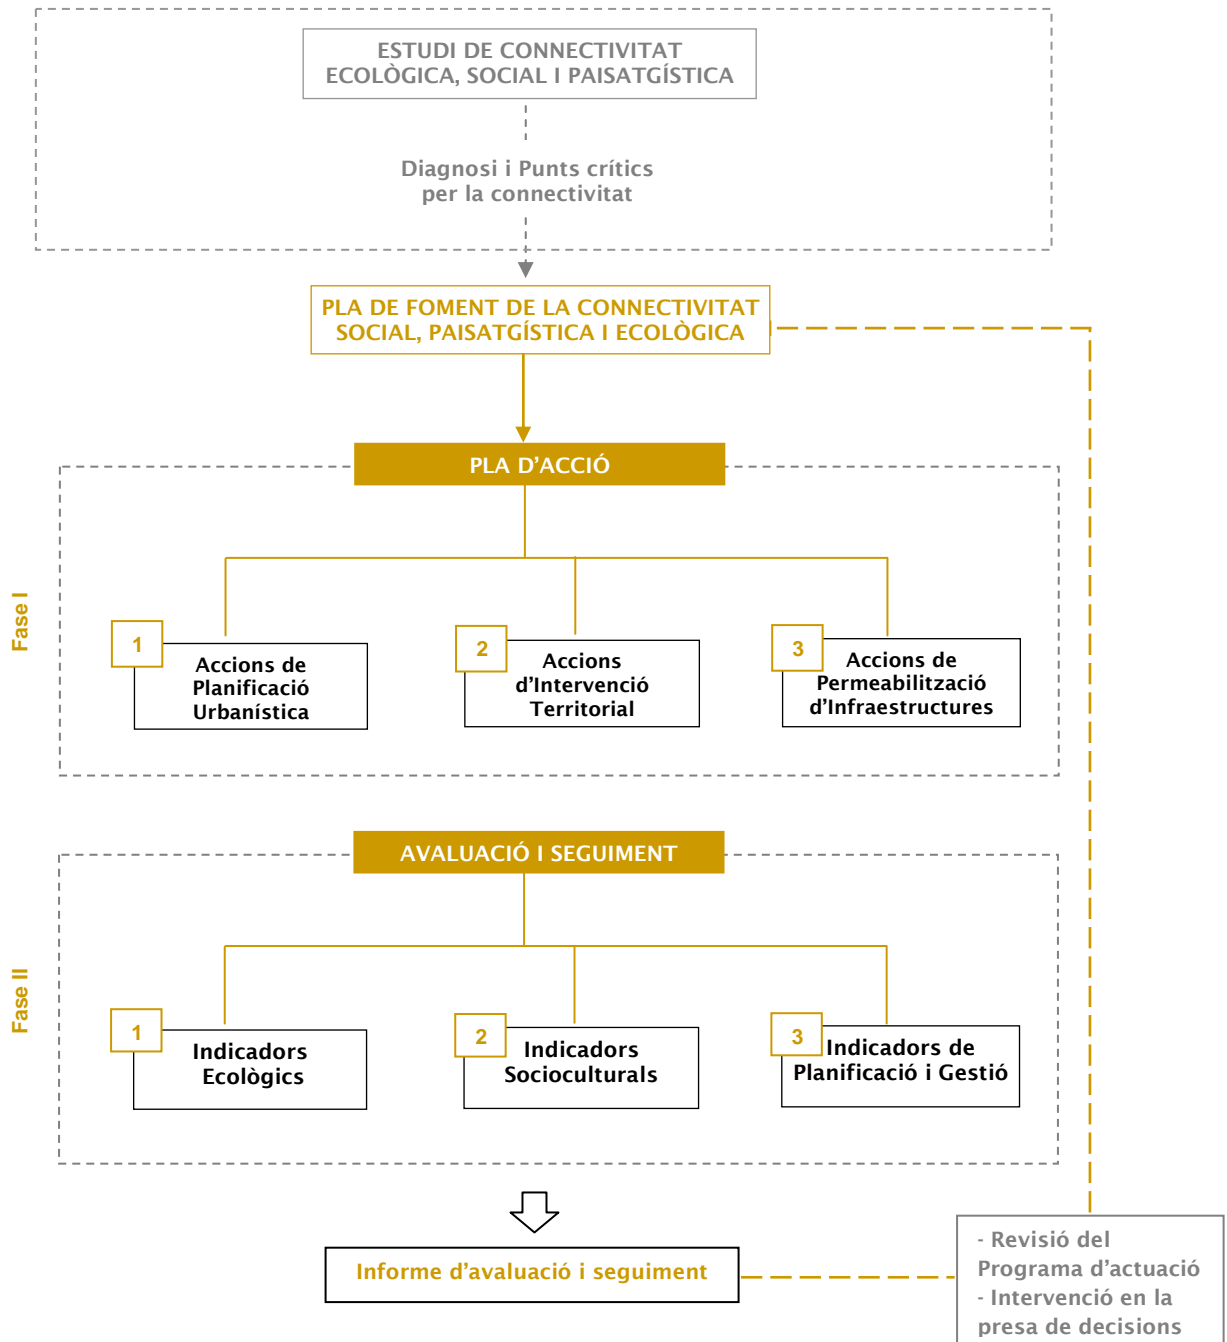 ESTUDI DE CONNECTIVITAT
ECOLÒGICA, SOCIAL I PAISATGÍSTICA
Diagnosi i Punts crítics
per la connectivitat
PLA DE FOMENT DE LA CONNECTIVITAT
SOCIAL, PAISATGÍSTICA I ECOLÒGICA
PLA D'ACCIÓ
Fase I
1
Accions de
Planificació
Urbanística
2
Accions
d'Intervenció
Territorial
3
Accions de
Permeabilització
d'Infraestructures
AVALUACIÓ I SEGUIMENT
Fase II
1
Indicadors
Ecològics
2
Indicadors
Socioculturals
3
Indicadors de
Planificació i Gestió
Informe d'avaluació i seguiment
- Revisió del
Programa d'actuació
- Intervenció en la
presa de decisions